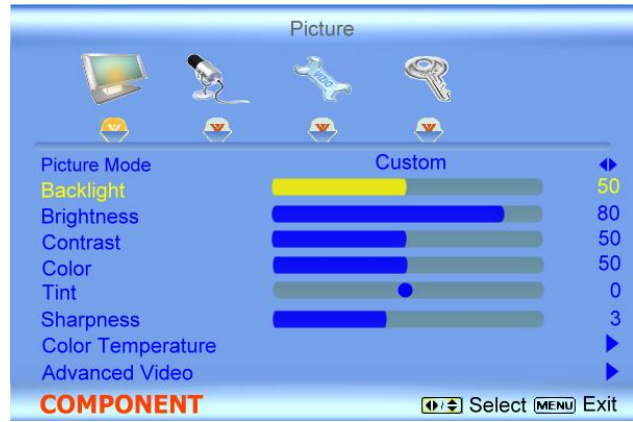 Picture
VIZIO
Picture Mode Custom
Backlight 50
Brightness 80
Contrast 50
Color 50
Tint 0
Sharpness 3
Color Temperature
Advanced Video
COMPONENT Select MENU Exit